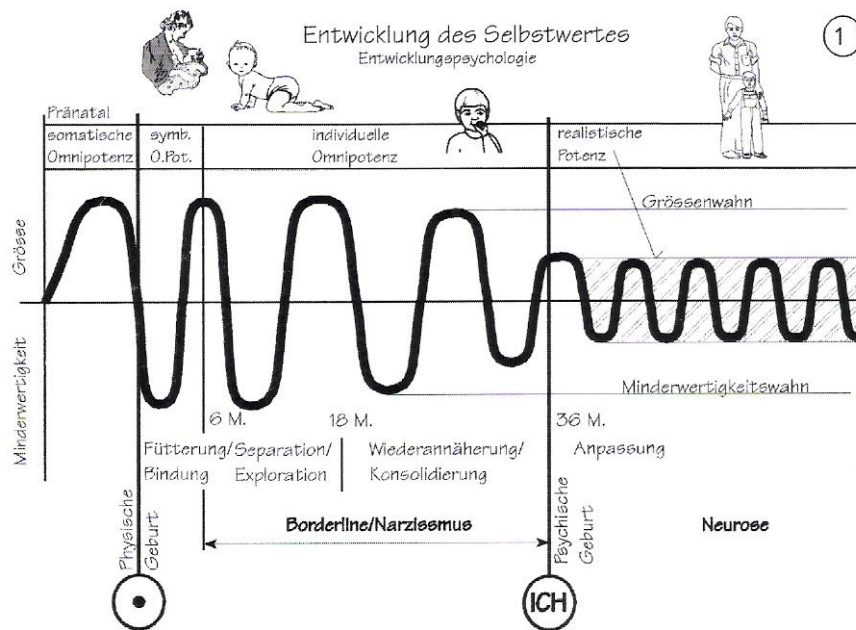 Entwicklung des Selbstwertes
Entwicklungspsychologie
1
Pränatal
somatische
Omnipotenz
symb.
O.Pot.
individuelle
Omnipotenz
realistische
Potenz
Grösse
Minderwertigkeit
Grössenwahn
Minderwertigkeitswahn
6 M.
18 M.
36 M.
Fütterung/
Bindung
Separation/
Exploration
Wiederannäherung/
Konsolidierung
Anpassung
Physische
Geburt
Borderline/Narzissmus
Psychische
Geburt
Neurose
ICH